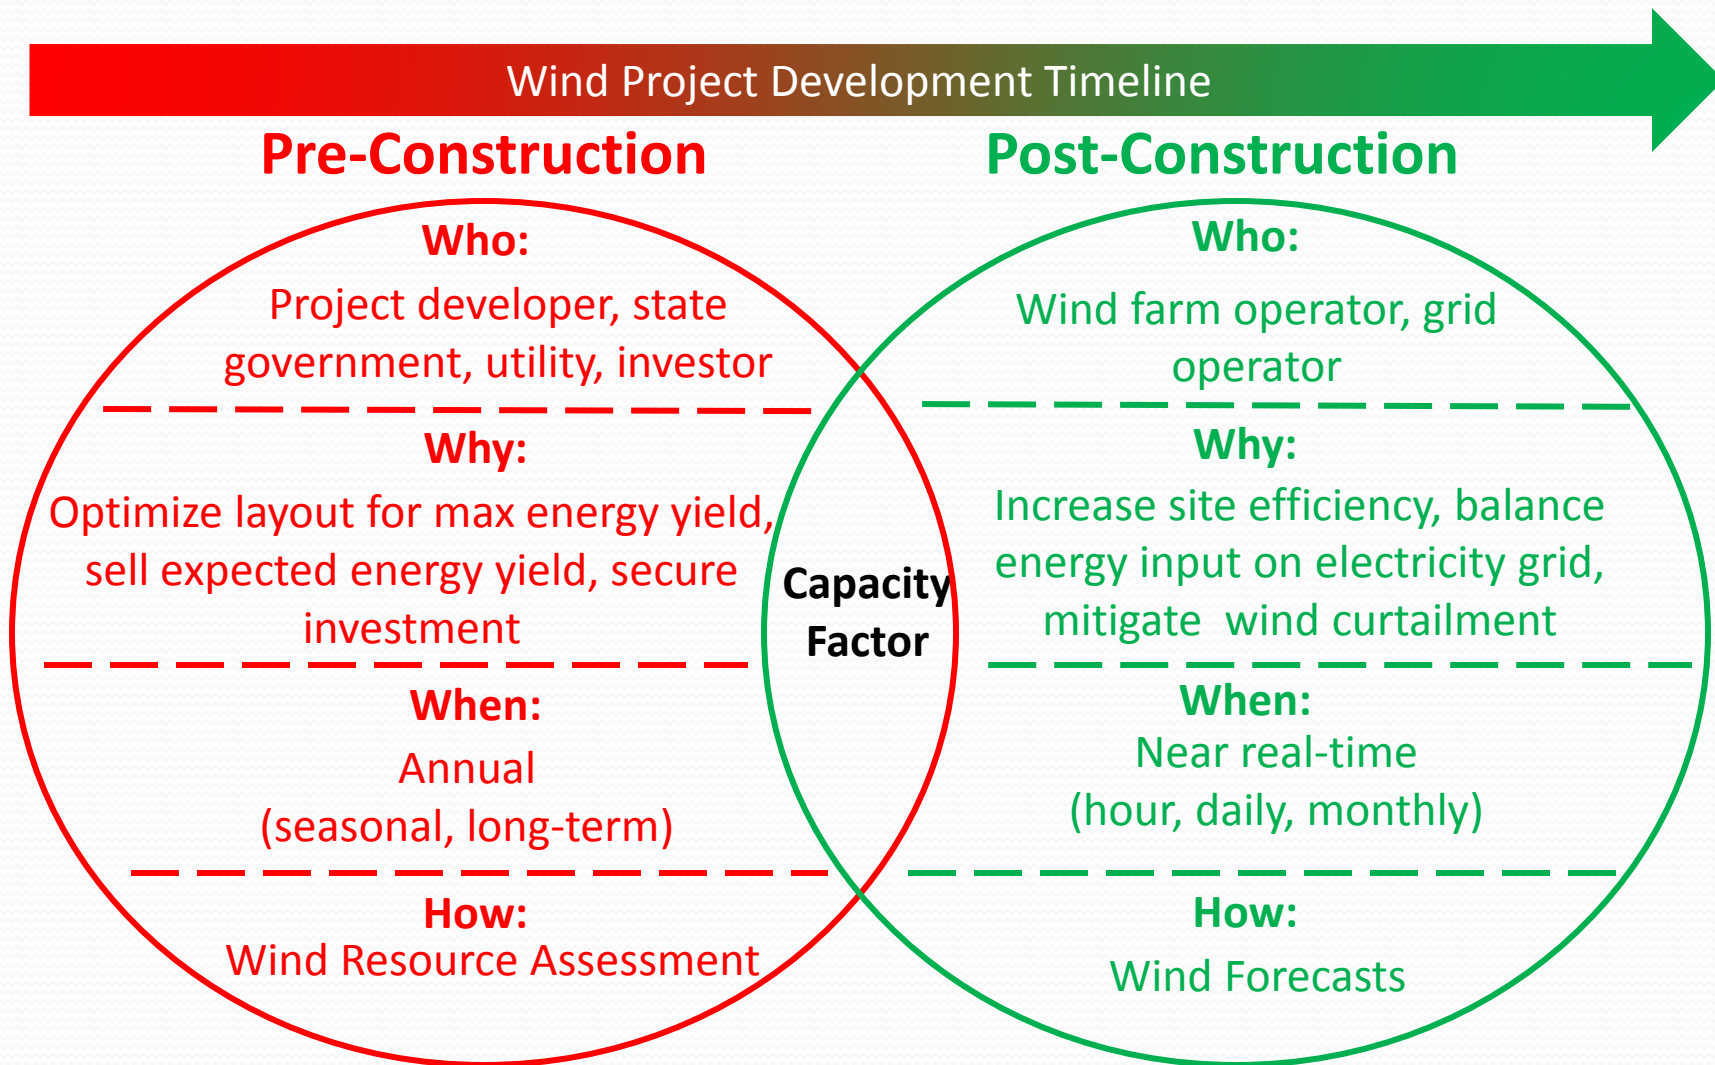 Wind Project Development Timeline
Pre-Construction
Who:
Project developer, state
government, utility, investor
Why:
Optimize layout for max energy yield,
sell expected energy yield, secure
investment
When:
Annual
(seasonal, long-term)
How:
Wind Resource Assessment
Capacity
Factor
Post-Construction
Who:
Wind farm operator, grid
operator
Why:
Increase site efficiency, balance
energy input on electricity grid,
mitigate  wind curtailment
When:
Near real-time
(hour, daily, monthly)
How:
Wind Forecasts